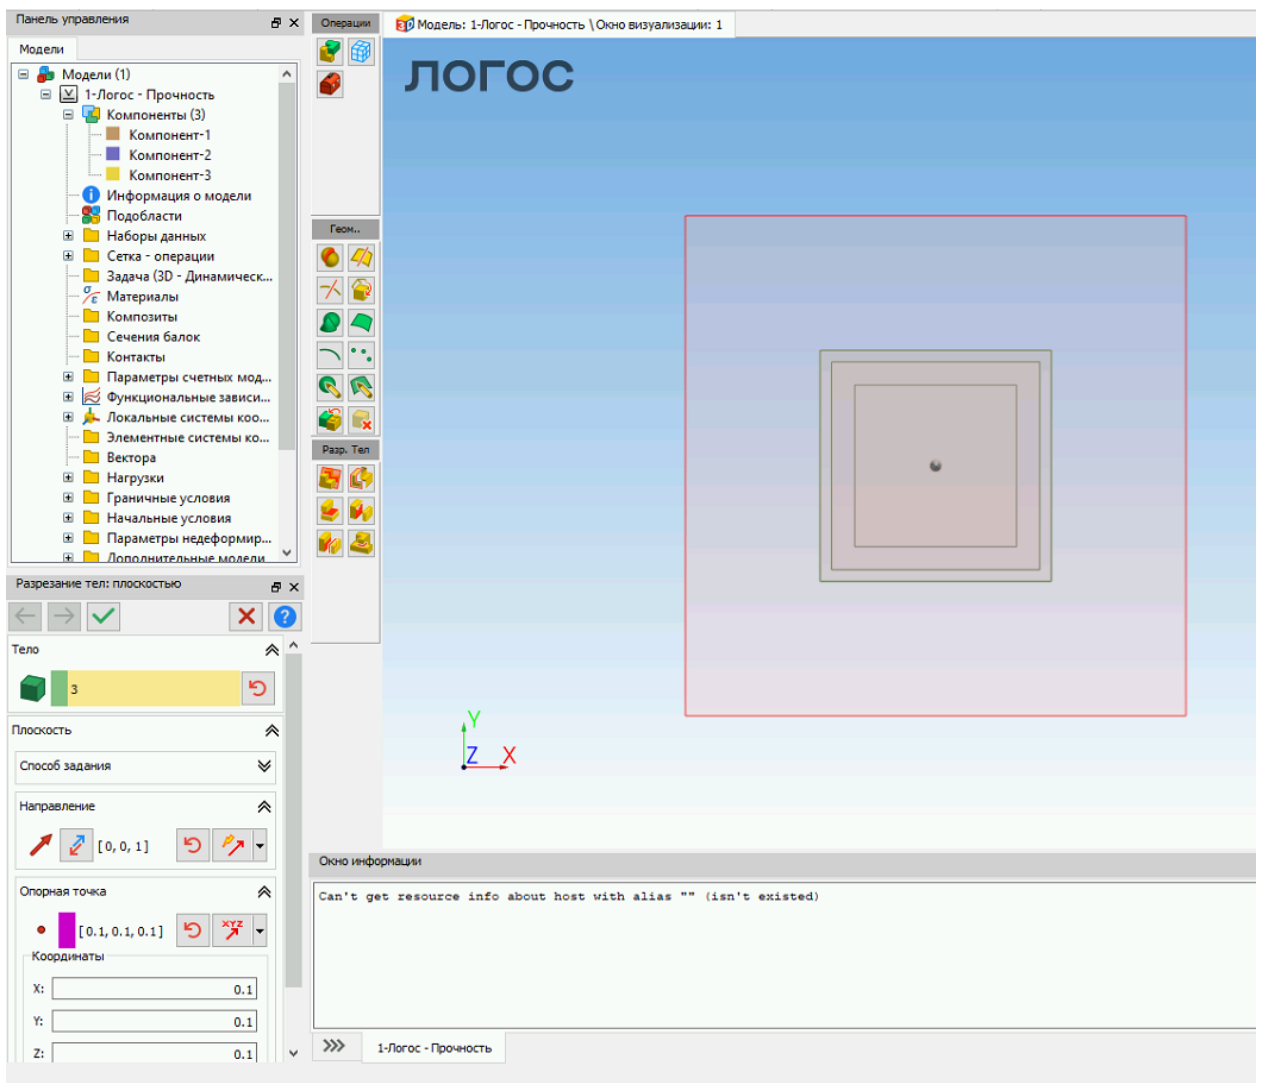 Панель управления
Модели
Модели (1)
1-Логос - Прочность
Компоненты (3)
Компонент-1
Компонент-2
Компонент-3
Информация о модели
Подобласти
Наборы данных
Сетка - операции
Задача (3D - Динамическ...
Материалы
Композиты
Сечения балок
Контакты
Параметры счетных мод...
Функциональные зависи...
Локальные системы коо...
Элементные системы ко...
Вектора
Нагрузки
Граничные условия
Начальные условия
Параметры недеформир...
Дополнительные модели
Разрезание тел: плоскостью
Тело
3
Плоскость
Способ задания
Направление
[0, 0, 1]
Опорная точка
[0.1, 0.1, 0.1]
XYZ
Координаты
X: 0.1
Y: 0.1
Z: 0.1
Операции
Геом..
Разр. Тел
3D Модель: 1-Логос - Прочность \ Окно визуализации: 1
ЛОГОС
Y
Z X
Окно информации
Can't get resource info about host with alias "" (isn't existed)
1-Логос - Прочность